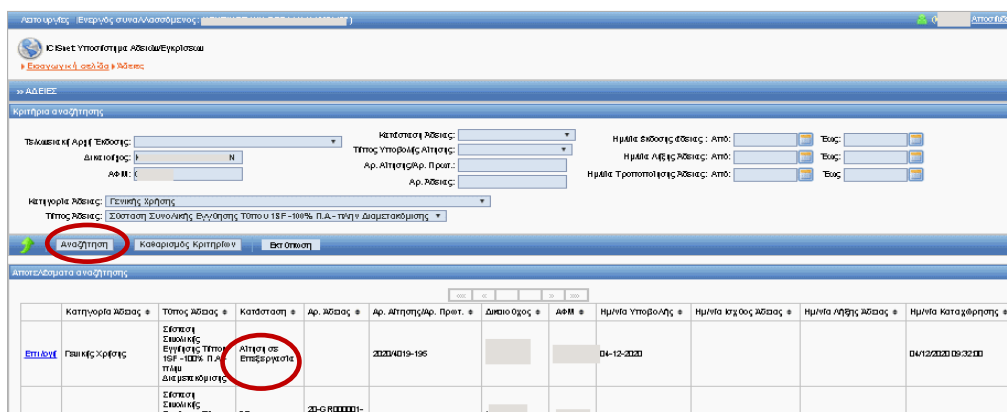 Λειτουργίες |Ενεργός συναλλασσόμενος:
Αποσύνδε
ICISnet: Υποσύστημα Αδειών/Εγκρίσεων
Εισαγωγική σελίδα ▸ Άδειες
>> ΑΔΕΙΕΣ
Κριτήρια αναζήτησης
Τελωνειακή Αρχή Έκδοσης:
Κατάσταση Άδειας:
Ημ/νία έκδοσης άδειας : Από:
Έως:
Δικαιούχος:
N
Τύπος Υποβολής Αίτησης:
Ημ/νία Λήξης Άδειας: Από:
Έως:
ΑΦΜ:
Αρ. Αίτησης/Αρ. Πρωτ.:
Ημ/νία Τροποποίησης Άδειας: Από:
Έως:
Αρ. Άδειας:
Κατηγορία Άδειας: Γενικής Χρήσης
Τύπος Άδειας: Σύσταση Συνολικής Εγγύησης Τύπου 1SF -100% Π.Α.- πλην Διαμετακόμισης
Αναζήτηση Καθαρισμός Κριτηρίων Εκτύπωση
Αποτελέσματα αναζήτησης
Κατηγορία Άδειας Τύπος Άδειας Κατάσταση Αρ. Άδειας Αρ. Αίτησης/Αρ. Πρωτ. Δικαιούχος ΑΦΜ Ημ/νία Υποβολής Ημ/νία Ισχύος Άδειας Ημ/νία Λήξης Άδειας Ημ/νία Καταχώρησης
Σύσταση
Συνολικής
Εγγύησης Τύπου
1SF -100% Π.Α.-
πλην
Διαμετακόμισης
Επιλογή
Γενικής Χρήσης
Αίτηση σε
Επεξεργασία
2020/4019-195
04-12-2020
04/12/2020 09:32:00
Σύσταση
Συνολικής
20-GR000001-